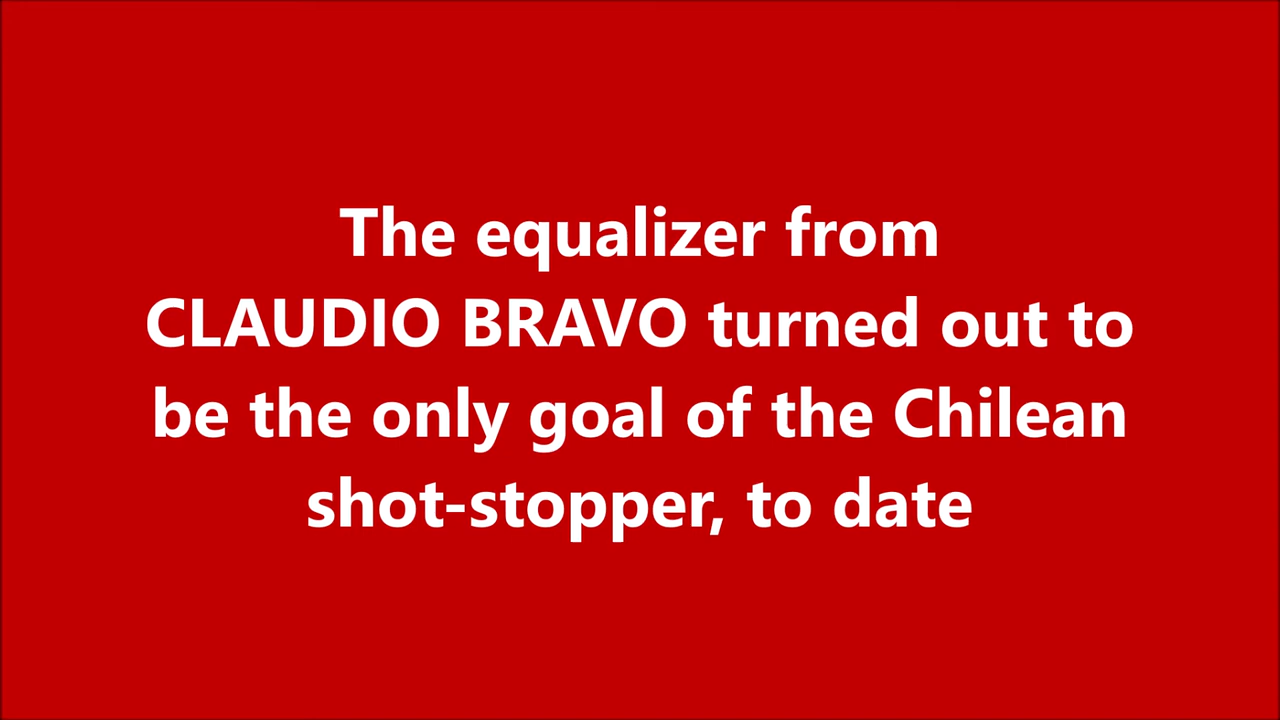 The equalizer from
CLAUDIO BRAVO turned out to
be the only goal of the Chilean
shot-stopper, to date